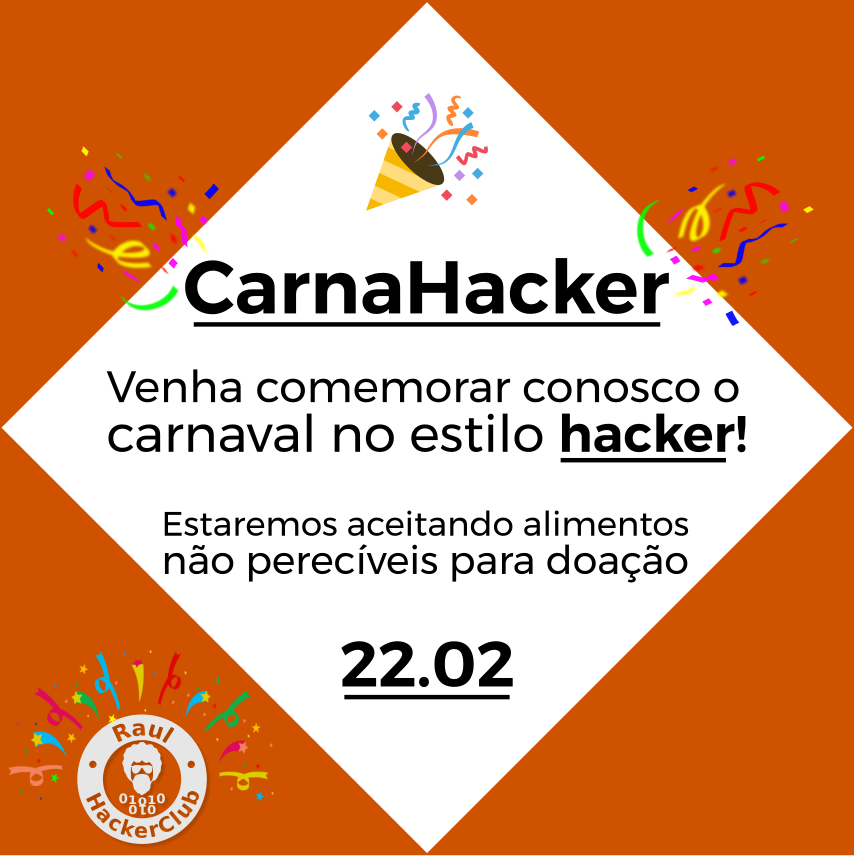 CarnaHacker
Venha comemorar conosco o
carnaval no estilo hacker!
Estaremos aceitando alimentos
não perecíveis para doação
22.02
Raul
01010
010
HackerClub